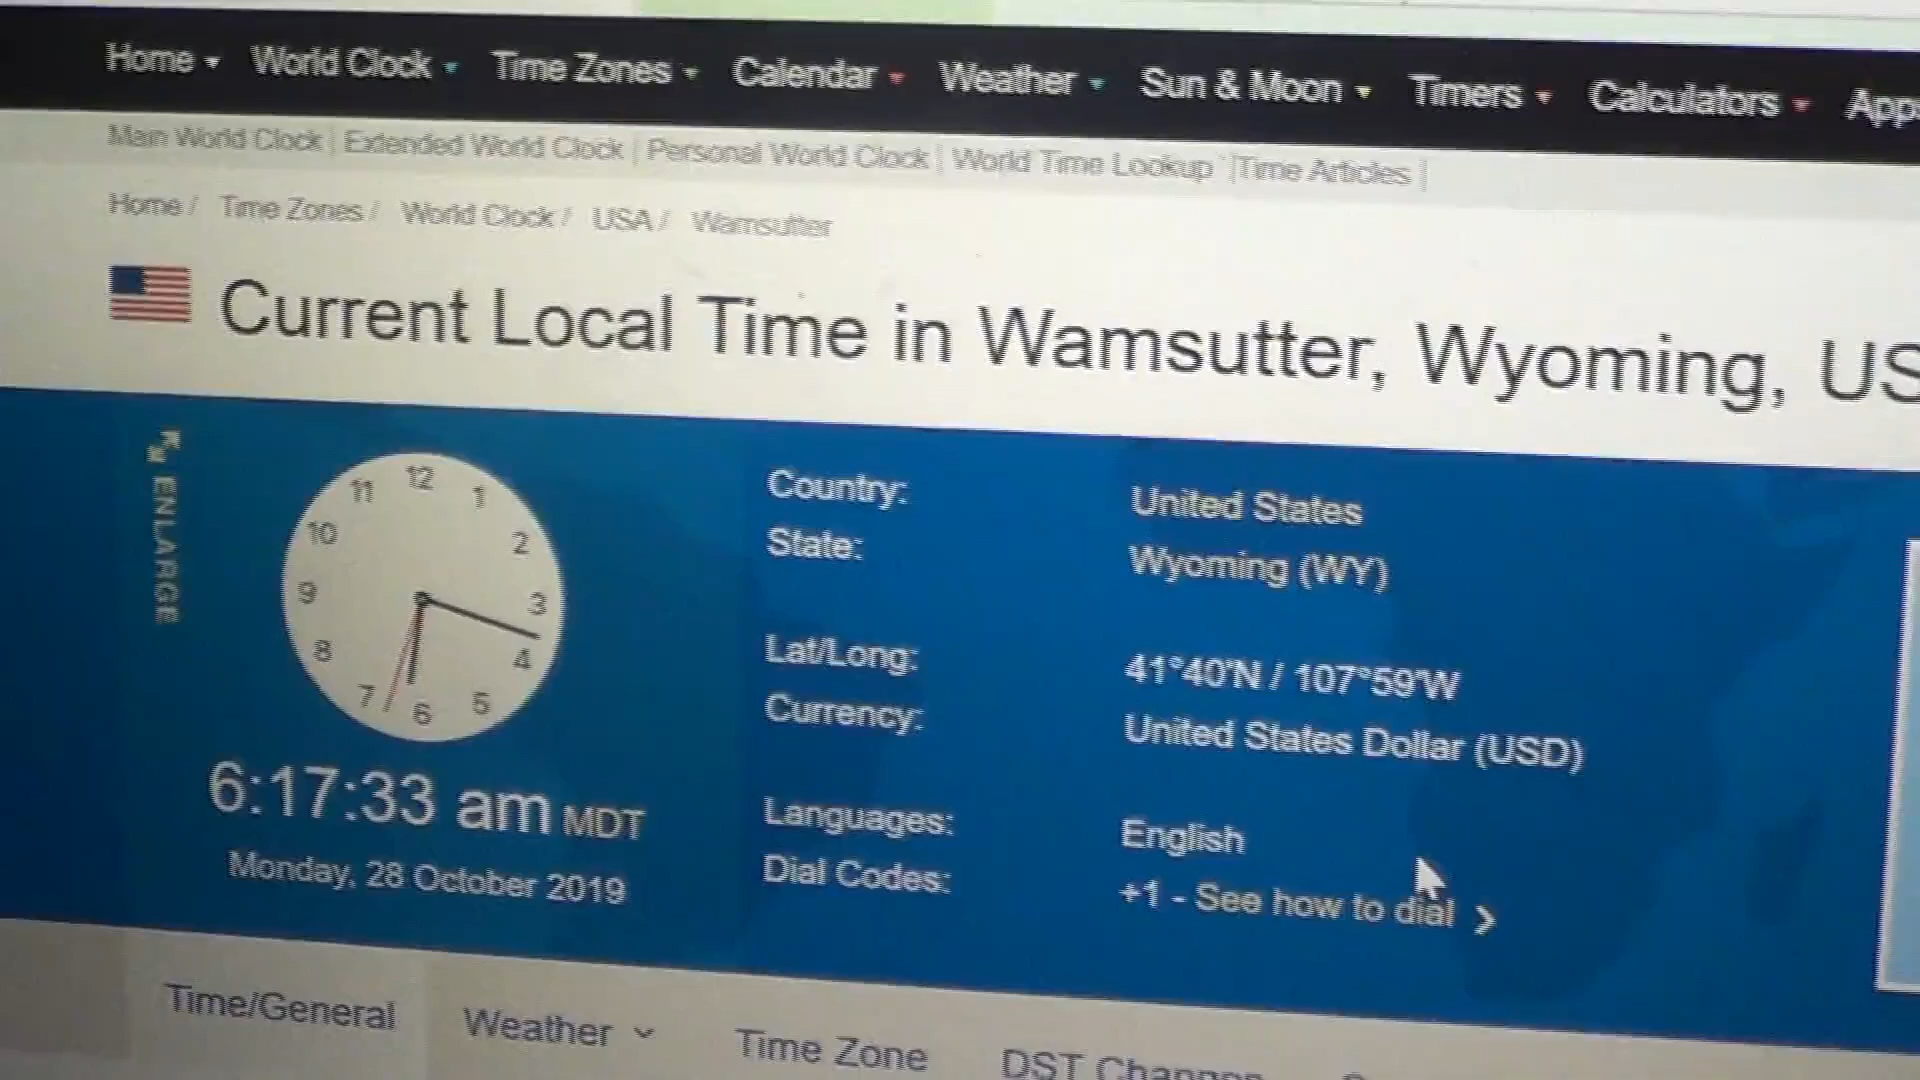 Home World Clock Time Zones Calendar Weather Sun & Moon Timers Calculators Apps
Main World Clock | Extended World Clock | Personal World Clock | World Time Lookup | Time Articles |
Home / Time Zones / World Clock / USA / Wamsutter
Current Local Time in Wamsutter, Wyoming, US
ENLARGE
12
11 1
10 2
9 3
8 4
7 6 5
6:17:33 am MDT
Monday, 28 October 2019
Country: United States
State: Wyoming (WY)
Lat/Long: 41°40'N / 107°59'W
Currency: United States Dollar (USD)
Languages: English
Dial Codes: +1 - See how to dial >
Time/General Weather Time Zone DST